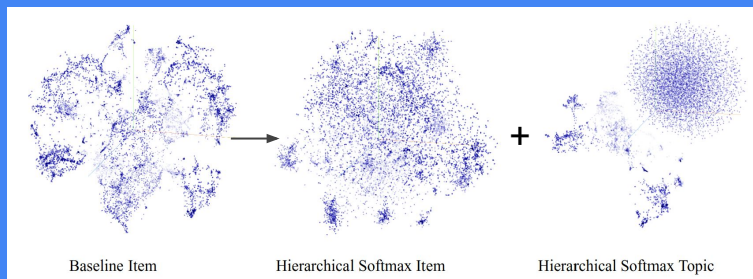 +
Baseline Item
Hierarchical Softmax Item
Hierarchical Softmax Topic